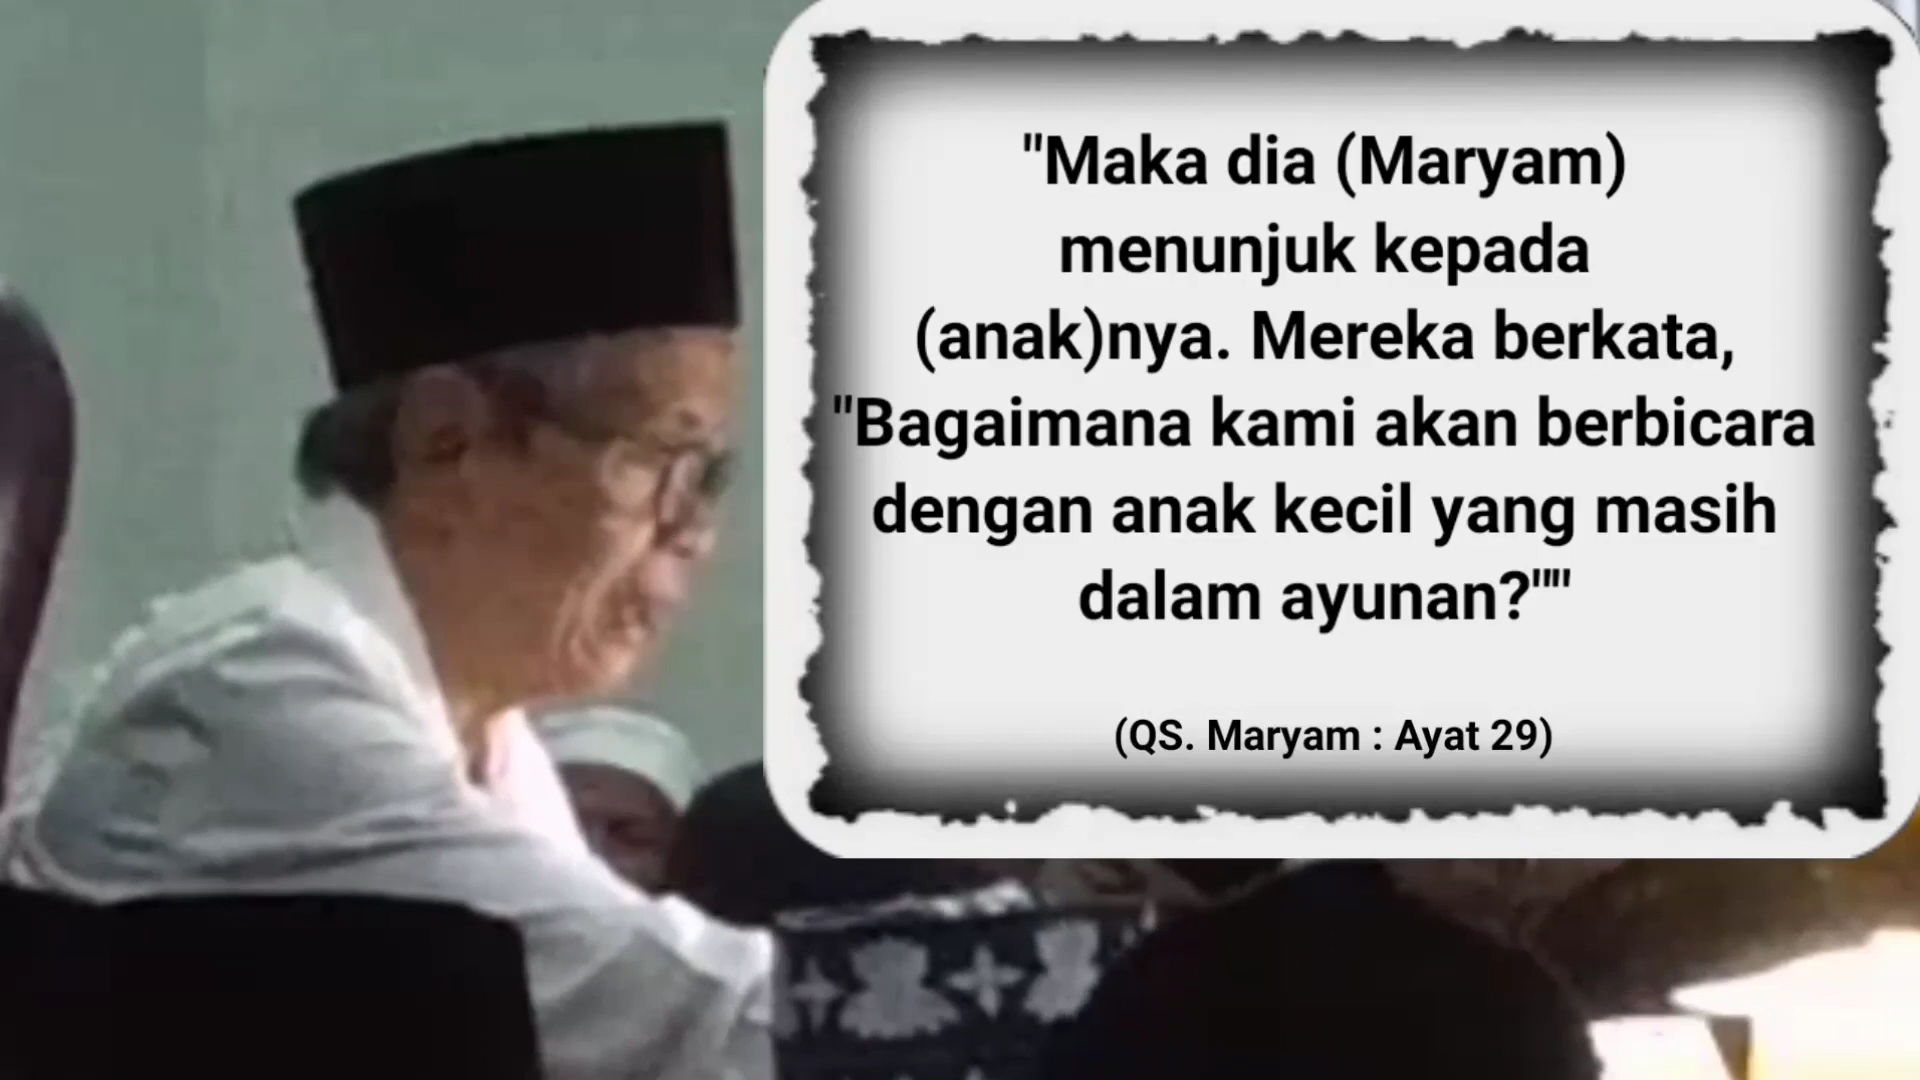 "Maka dia (Maryam)
menunjuk kepada
(anak)nya. Mereka berkata,
"Bagaimana kami akan berbicara
dengan anak kecil yang masih
dalam ayunan?""
(QS. Maryam : Ayat 29)